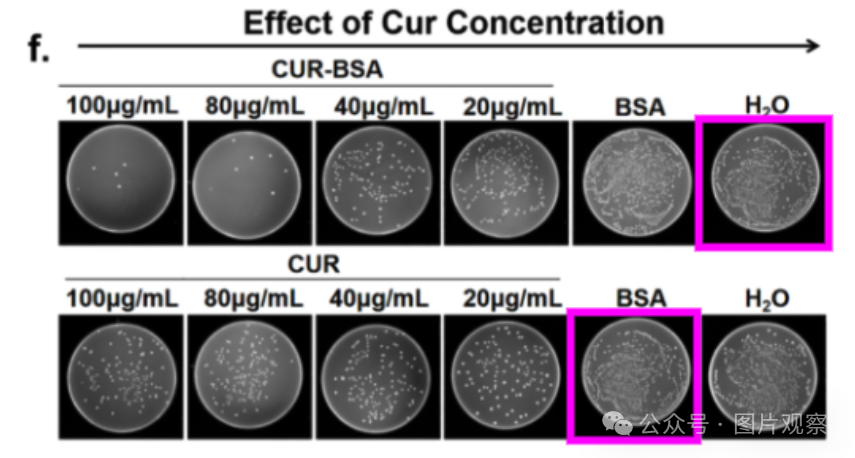 Effect of Cur Concentration
f.
CUR-BSA
100μg/mL 80μg/mL 40μg/mL 20μg/mL BSA H₂O
CUR
100μg/mL 80μg/mL 40μg/mL 20μg/mL BSA H₂O
公众号 · 图片观察